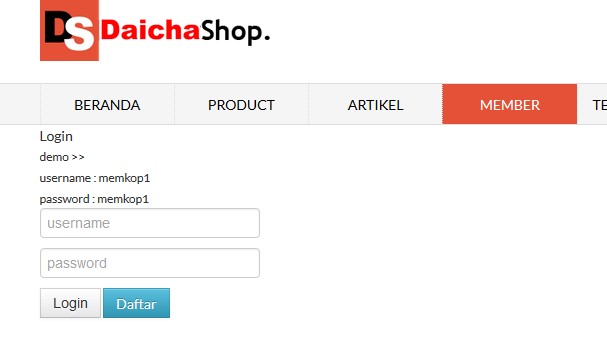 DS DaichaShop.
BERANDA PRODUCT ARTIKEL MEMBER TE
Login
demo >>
username : memkop1
password : memkop1
username
password
Login Daftar